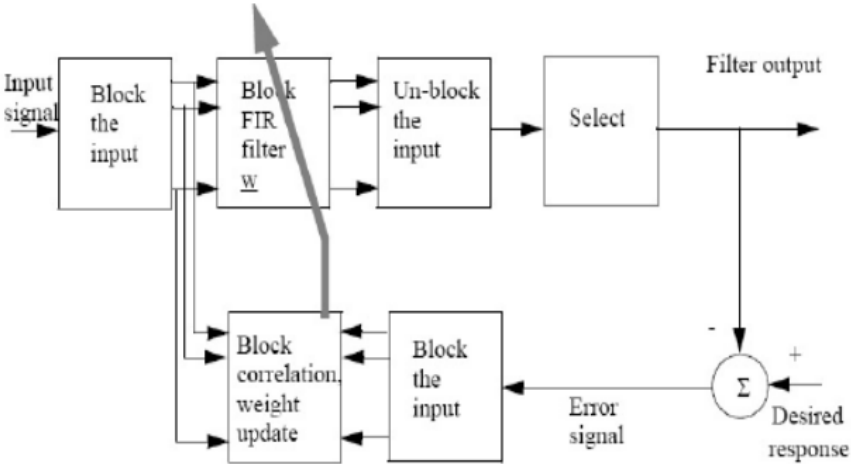 Input
signal
Block
the
input
Block
FIR
filter
w
Un-block
the
input
Select
Filter output
Block
correlation,
weight
update
Block
the
input
Error
signal
-
+
Σ
Desired
response